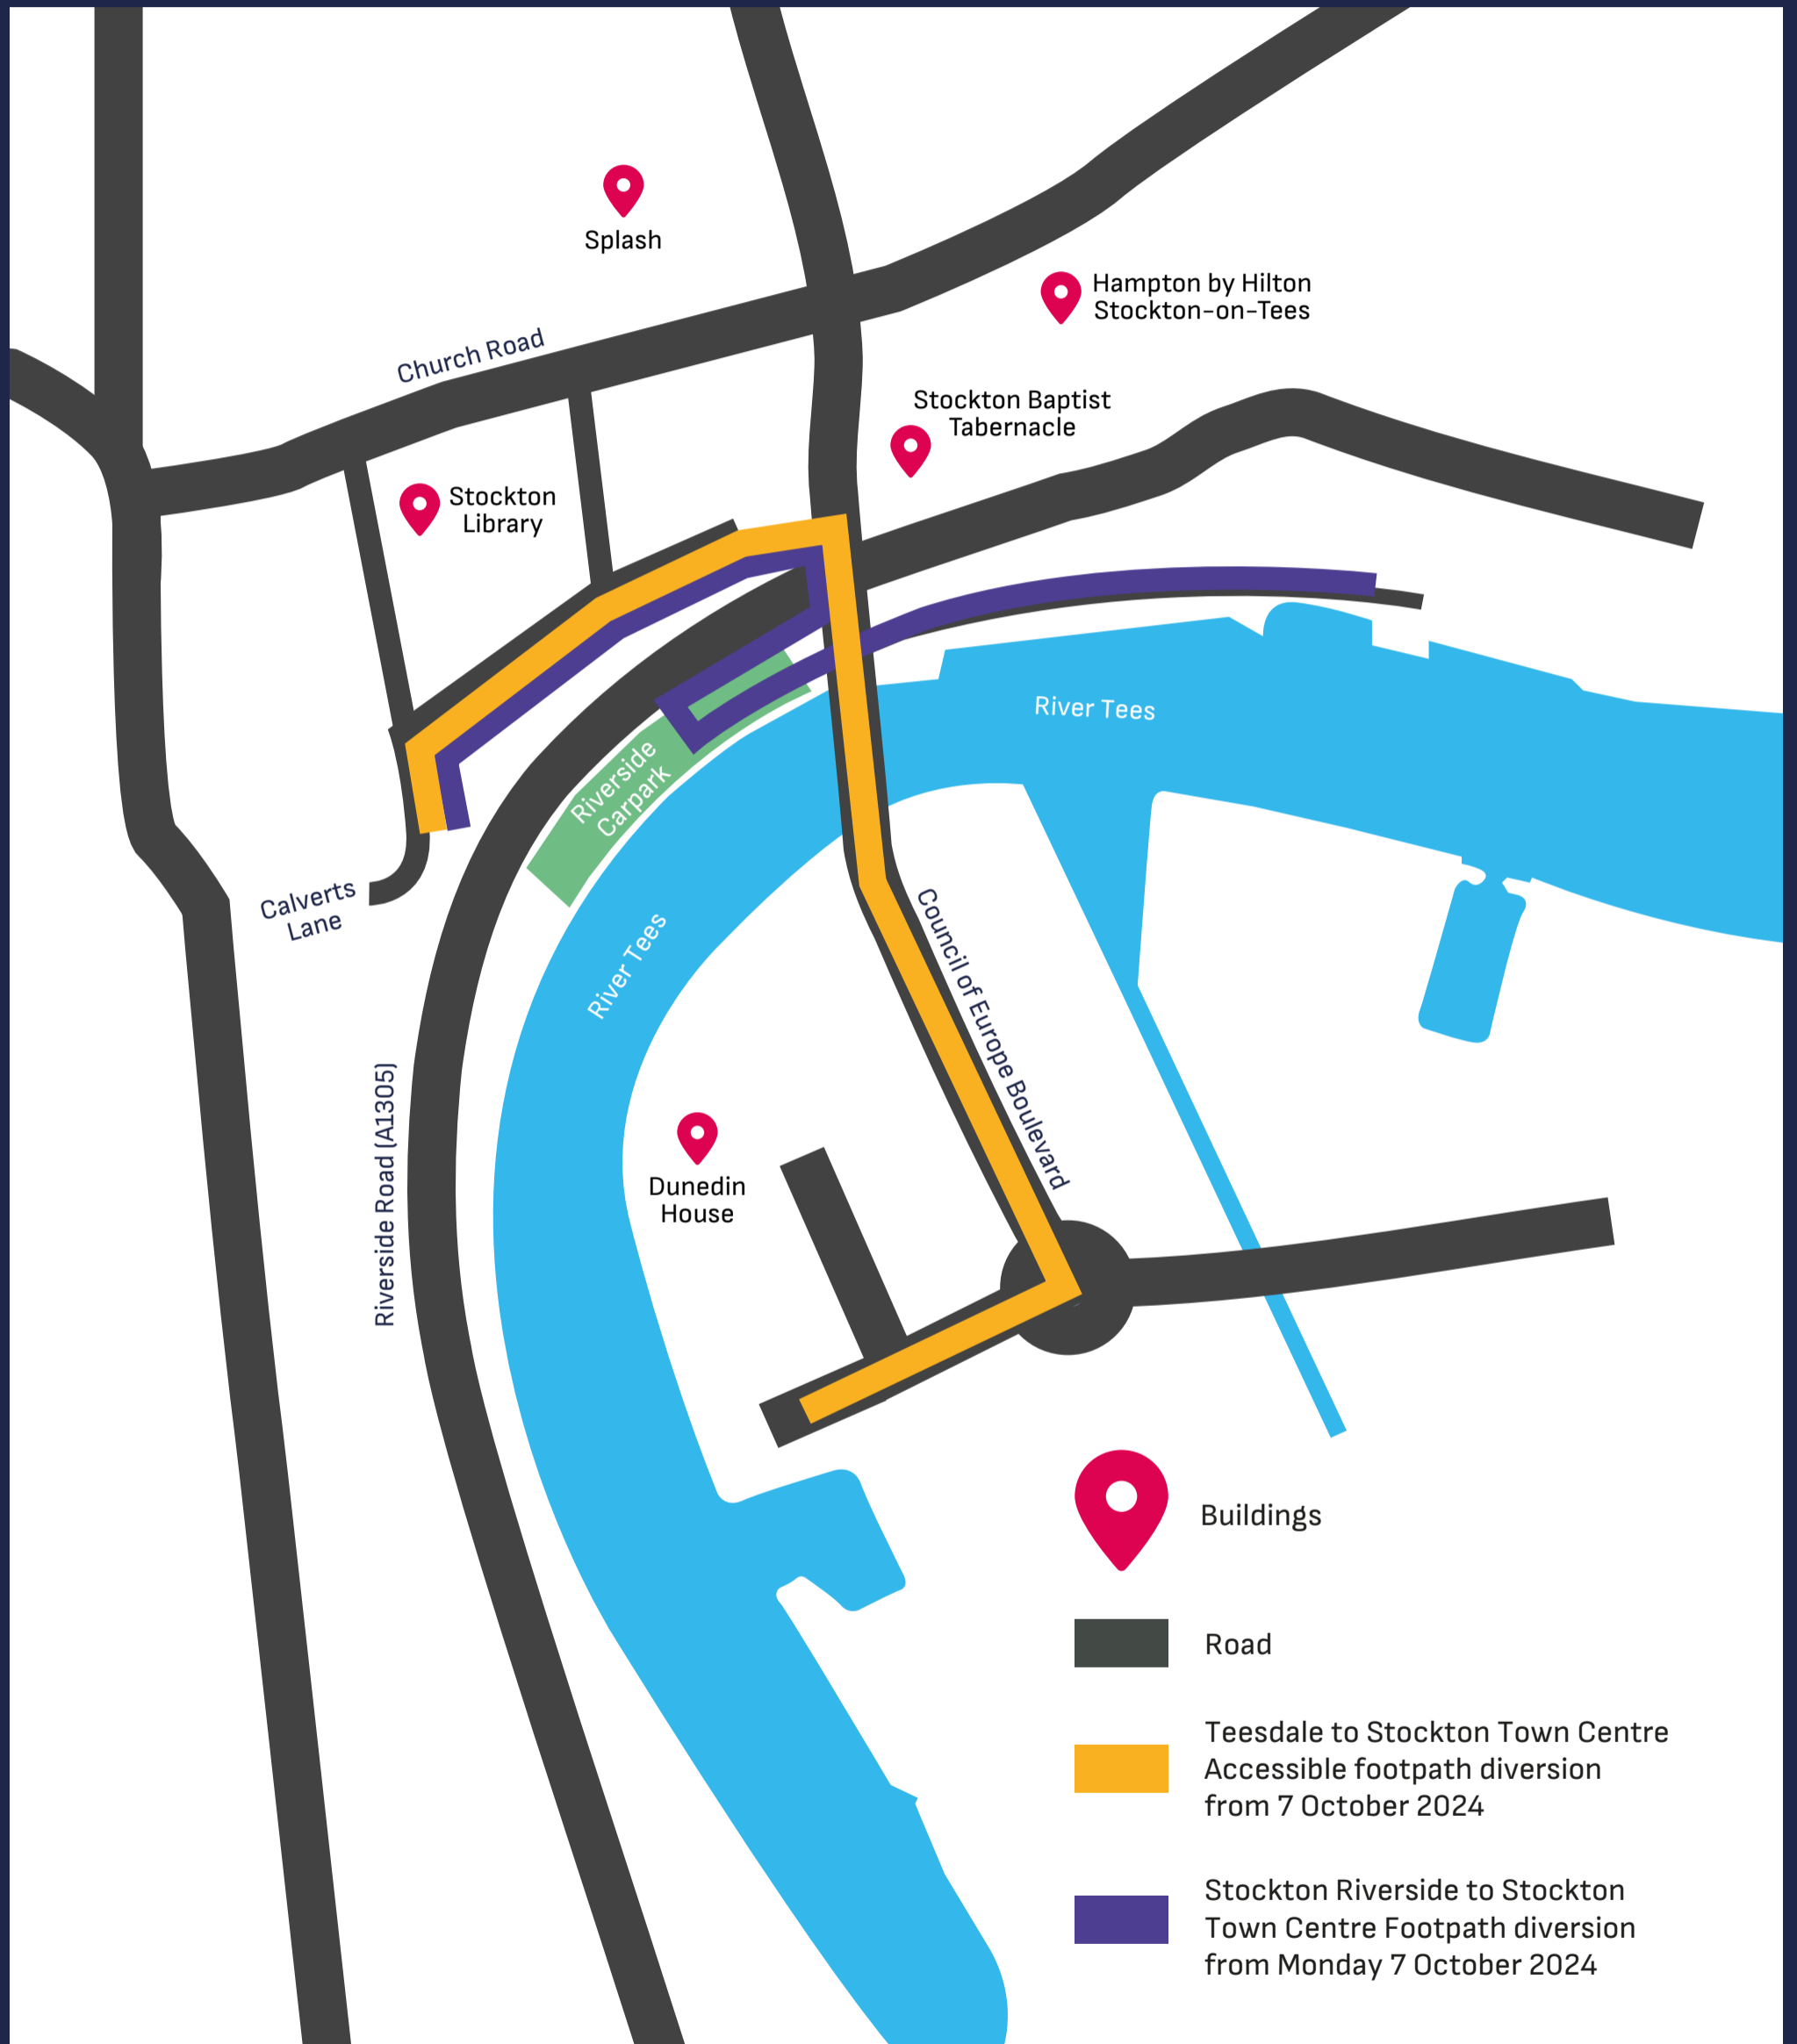 Splash
Hampton by Hilton
Stockton-on-Tees
Church Road
Stockton Baptist
Tabernacle
Stockton
Library
River Tees
Riverside
Carpark
Calverts
Lane
River Tees
Council of Europe Boulevard
Riverside Road (A1305)
Dunedin
House
Buildings
Road
Teesdale to Stockton Town Centre
Accessible footpath diversion
from 7 October 2024
Stockton Riverside to Stockton
Town Centre Footpath diversion
from Monday 7 October 2024